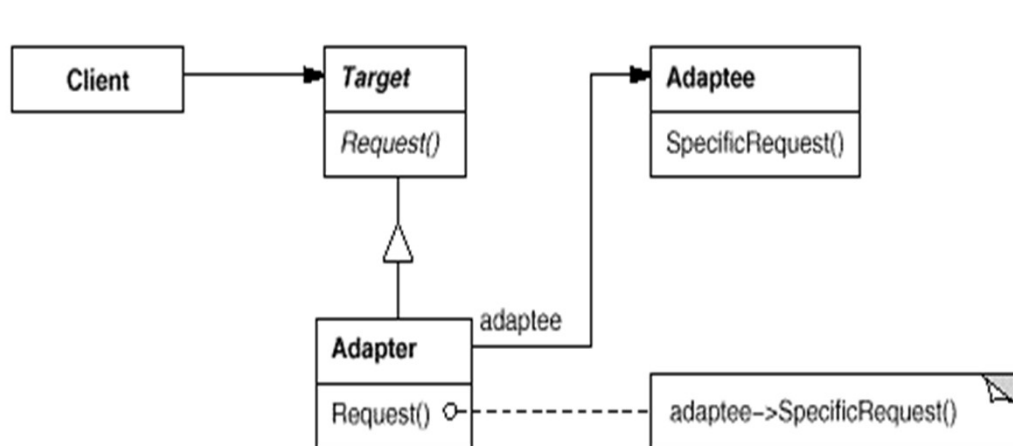 Client
Target
Request()
Adaptee
SpecificRequest()
adaptee
Adapter
Request()
adaptee->SpecificRequest()